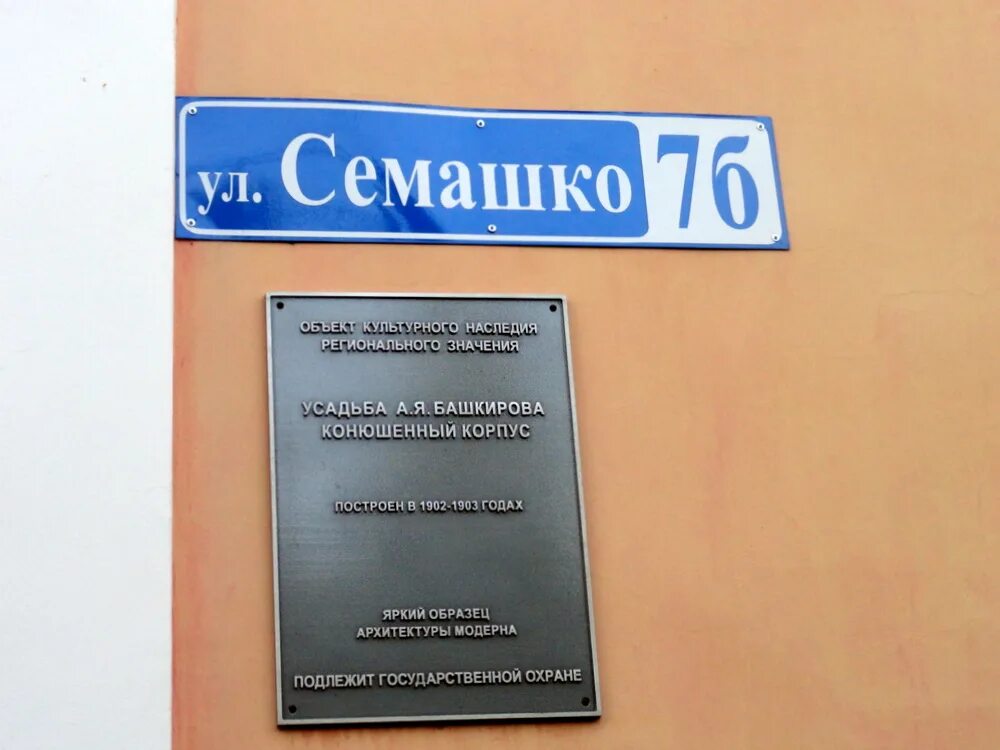 ул. Семашко 7б
ОБЪЕКТ КУЛЬТУРНОГО НАСЛЕДИЯ
РЕГИОНАЛЬНОГО ЗНАЧЕНИЯ
УСАДЬБА А.Я. БАШКИРОВА
КОНЮШЕННЫЙ КОРПУС
ПОСТРОЕН В 1902-1903 ГОДАХ
ЯРКИЙ ОБРАЗЕЦ
АРХИТЕКТУРЫ МОДЕРНА
ПОДЛЕЖИТ ГОСУДАРСТВЕННОЙ ОХРАНЕ